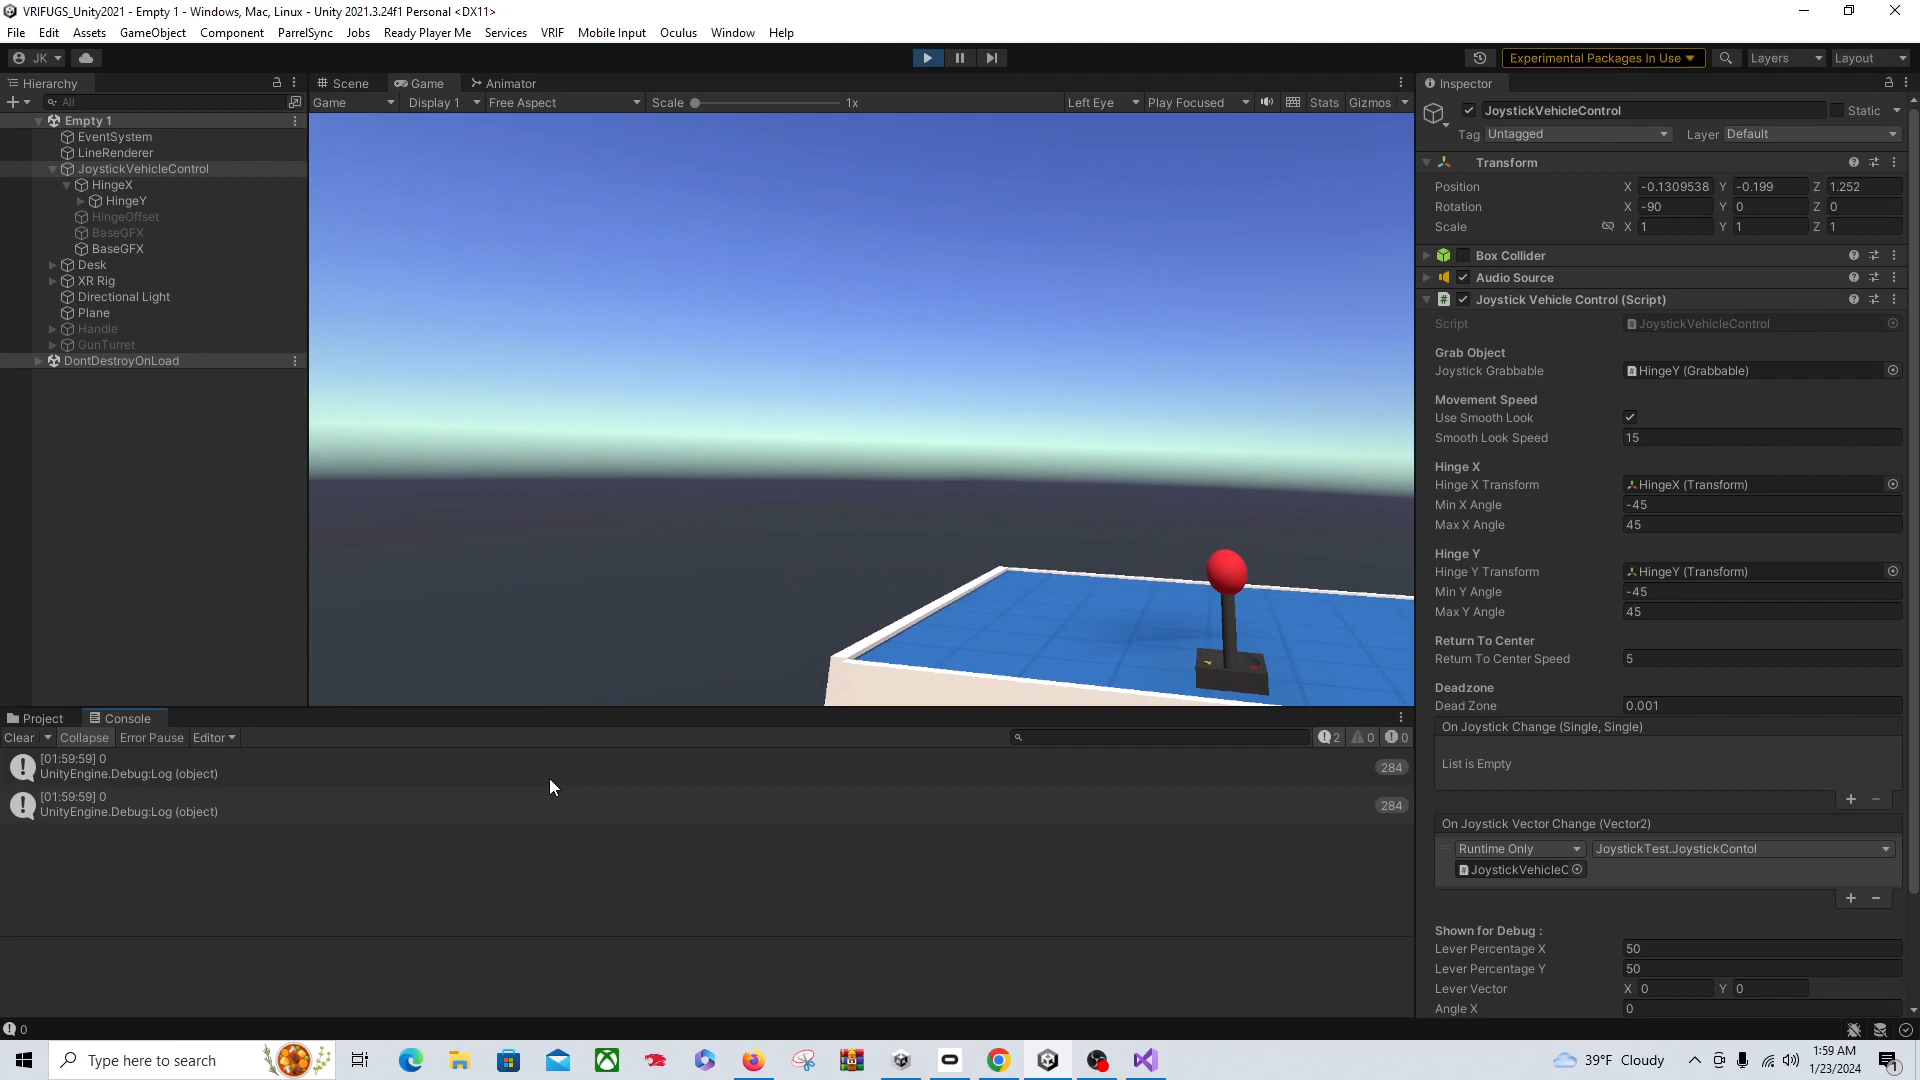 VRIFUGS_Unity2021 - Empty 1 - Windows, Mac, Linux - Unity 2021.3.24f1 Personal <DX11>
File Edit Assets GameObject Component ParrelSync Jobs Ready Player Me Services VRIF Mobile Input Oculus Window Help
JK Experimental Packages In Use Layers Layout
Hierarchy
All
Empty 1
EventSystem
LineRenderer
JoystickVehicleControl
HingeX
HingeY
HingeOffset
BaseGFX
BaseGFX
Desk
XR Rig
Directional Light
Plane
Handle
GunTurret
DontDestroyOnLoad
Scene Game Animator
Game Display 1 Free Aspect Scale 1x Left Eye Play Focused Stats Gizmos
Inspector
JoystickVehicleControl Static
Tag Untagged Layer Default
Transform
Position X -0.1309538 Y -0.199 Z 1.252
Rotation X -90 Y 0 Z 0
Scale X 1 Y 1 Z 1
Box Collider
Audio Source
# Joystick Vehicle Control (Script)
Script JoystickVehicleControl
Grab Object
Joystick Grabbable HingeY (Grabbable)
Movement Speed
Use Smooth Look
Smooth Look Speed 15
Hinge X
Hinge X Transform HingeX (Transform)
Min X Angle -45
Max X Angle 45
Hinge Y
Hinge Y Transform HingeY (Transform)
Min Y Angle -45
Max Y Angle 45
Return To Center
Return To Center Speed 5
Deadzone
Dead Zone 0.001
On Joystick Change (Single, Single)
List is Empty
On Joystick Vector Change (Vector2)
Runtime Only JoystickTest.JoystickContol
JoystickVehicleC
Shown for Debug :
Lever Percentage X 50
Lever Percentage Y 50
Lever Vector X 0 Y 0
Angle X 0
Project Console
Clear Collapse Error Pause Editor 2 0 0
[01:59:59] 0
UnityEngine.Debug:Log (object) 284
[01:59:59] 0
UnityEngine.Debug:Log (object) 284
0
Type here to search 39°F Cloudy 1:59 AM
1/23/2024 1